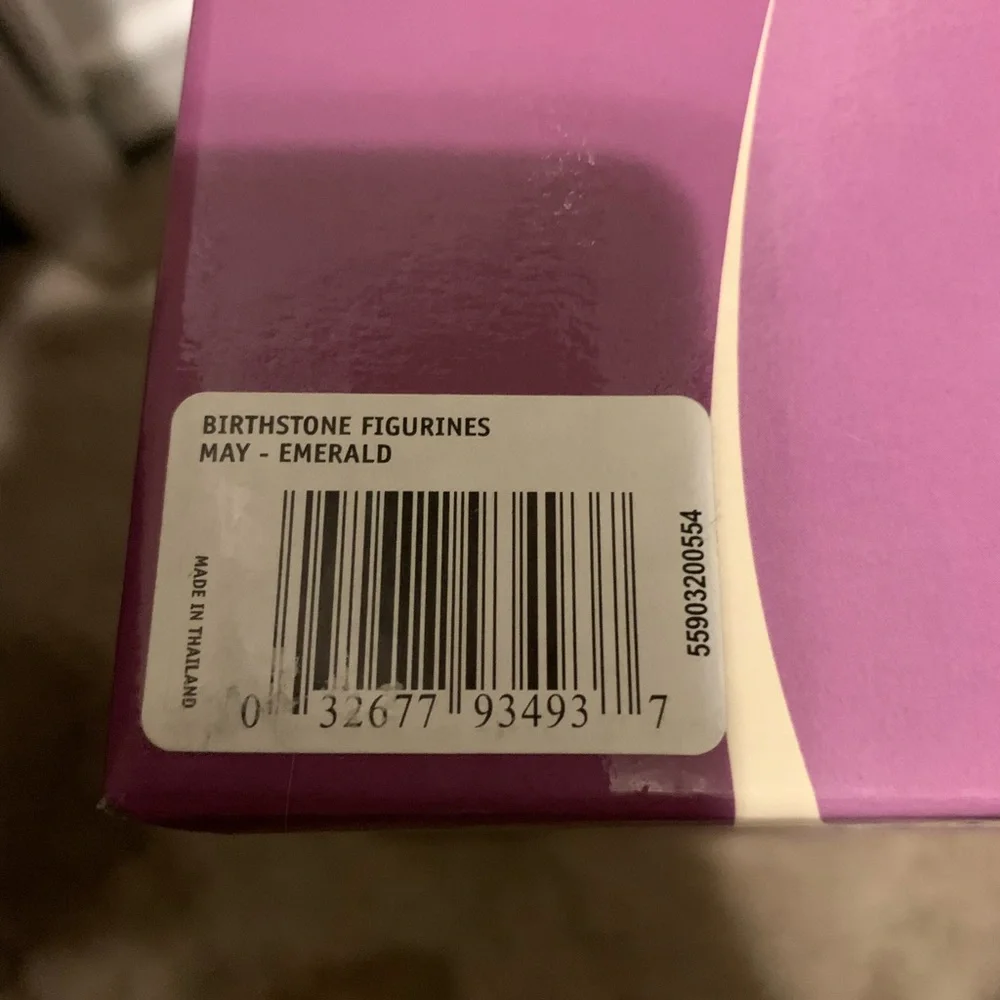 BIRTHSTONE FIGURINES
MAY - EMERALD
MADE IN THAILAND
55903200554
0 32677 93493 7